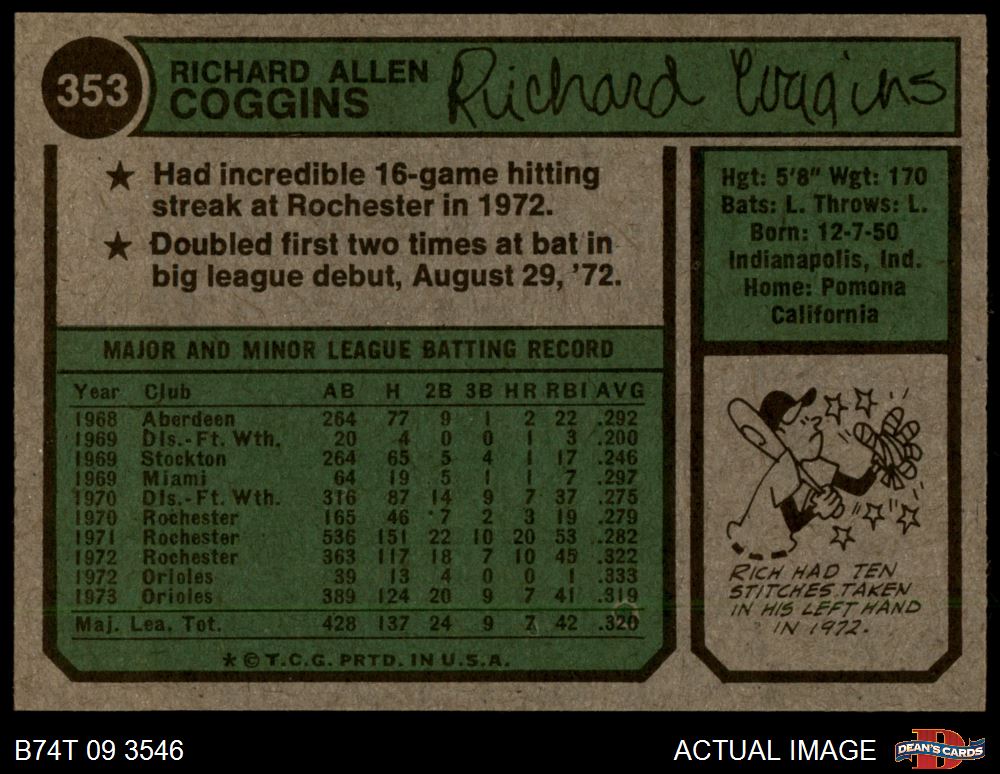 353
RICHARD ALLEN
COGGINS
Richard Coggins
★ Had incredible 16-game hitting
streak at Rochester in 1972.
★ Doubled first two times at bat in
big league debut, August 29, '72.
MAJOR AND MINOR LEAGUE BATTING RECORD
Year Club AB H 2B 3B HR RBI AVG
1968 Aberdeen 264 77 9 1 2 22 .292
1969 Dls.-Ft. Wth. 20 4 0 0 1 3 .200
1969 Stockton 264 65 5 4 1 17 .246
1969 Miami 64 19 5 1 1 7 .297
1970 Dls.-Ft. Wth. 316 87 14 9 7 37 .275
1970 Rochester 165 46 7 2 3 19 .279
1971 Rochester 536 151 22 10 20 53 .282
1972 Rochester 363 117 18 7 10 45 .322
1972 Orioles 39 13 4 0 0 1 .333
1973 Orioles 389 124 20 9 7 41 .319
Maj. Lea. Tot. 428 137 24 9 7 42 .320
* © T.C.G. PRTD. IN U.S.A.
Hgt: 5'8" Wgt: 170
Bats: L. Throws: L.
Born: 12-7-50
Indianapolis, Ind.
Home: Pomona
California
RICH HAD TEN
STITCHES TAKEN
IN HIS LEFT HAND
IN 1972.
B74T 09 3546
ACTUAL IMAGE
D
DEAN'S CARDS